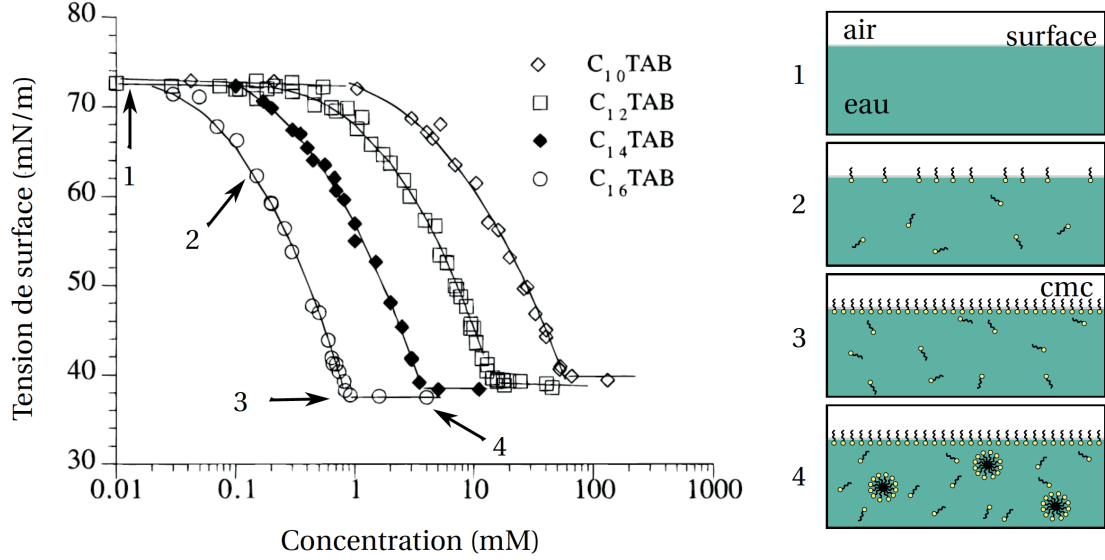 80
70
60
50
40
30
Tension de surface (mN/m)
0.01
0.1
1
10
100
1000
Concentration (mM)
C10TAB
C12TAB
C14TAB
C16TAB
1
2
3
4
1
air
surface
eau
2
3
cmc
4